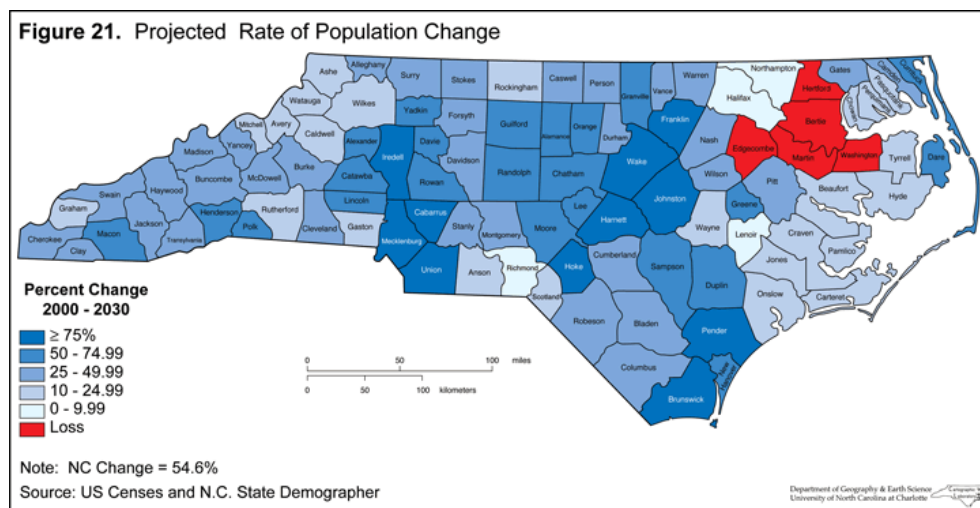 Figure 21. Projected Rate of Population Change
Ashe
Alleghany
Surry
Stokes
Rockingham
Caswell
Person
Granville
Vance
Warren
Northampton
Halifax
Hertford
Gates
Camden
Currituck
Pasquotank
Perquimans
Chowan
Watauga
Wilkes
Yadkin
Forsyth
Guilford
Alamance
Orange
Durham
Franklin
Nash
Edgecombe
Bertie
Martin
Washington
Tyrrell
Dare
Mitchell
Avery
Caldwell
Alexander
Iredell
Davie
Davidson
Randolph
Chatham
Wake
Wilson
Pitt
Beaufort
Hyde
Madison
Yancey
Burke
McDowell
Catawba
Rowan
Buncombe
Haywood
Swain
Lincoln
Lee
Johnston
Greene
Graham
Jackson
Henderson
Rutherford
Polk
Cleveland
Gaston
Cabarrus
Stanly
Montgomery
Moore
Harnett
Wayne
Lenoir
Craven
Pamlico
Cherokee
Macon
Clay
Transylvania
Mecklenburg
Union
Anson
Richmond
Hoke
Cumberland
Sampson
Duplin
Jones
Onslow
Carteret
Scotland
Robeson
Bladen
Pender
Columbus
New Hanover
Brunswick
Percent Change
2000 - 2030
≥ 75%
50 - 74.99
25 - 49.99
10 - 24.99
0 - 9.99
Loss
0 50 100 miles
0 50 100 kilometers
Note: NC Change = 54.6%
Source: US Censes and N.C. State Demographer
Department of Geography & Earth Science
University of North Carolina at Charlotte